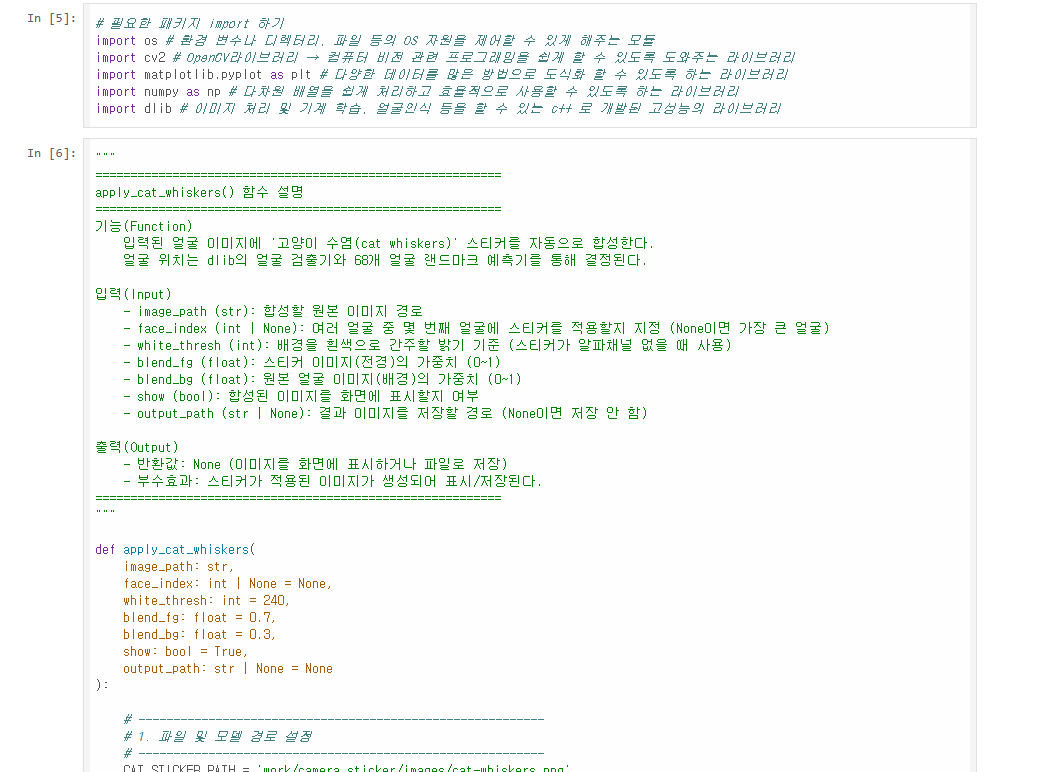 In [5]:
# 필요한 패키지 import 하기
import os # 환경 변수나 디렉터리, 파일 등의 OS 자원을 제어할 수 있게 해주는 모듈
import cv2 # OpenCV라이브러리 → 컴퓨터 비전 관련 프로그래밍을 쉽게 할 수 있도록 도와주는 라이브러리
import matplotlib.pyplot as plt # 다양한 데이터를 많은 방법으로 도식화 할 수 있도록 하는 라이브러리
import numpy as np # 다차원 배열을 쉽게 처리하고 효율적으로 사용할 수 있도록 하는 라이브러리
import dlib # 이미지 처리 및 기계 학습, 얼굴인식 등을 할 수 있는 c++ 로 개발된 고성능의 라이브러리
In [6]:
"""
==========================================================
apply_cat_whiskers() 함수 설명
==========================================================
기능(Function)
    입력된 얼굴 이미지에 '고양이 수염(cat whiskers)' 스티커를 자동으로 합성한다.
    얼굴 위치는 dlib의 얼굴 검출기와 68개 얼굴 랜드마크 예측기를 통해 결정된다.
입력(Input)
    - image_path (str): 합성할 원본 이미지 경로
    - face_index (int | None): 여러 얼굴 중 몇 번째 얼굴에 스티커를 적용할지 지정 (None이면 가장 큰 얼굴)
    - white_thresh (int): 배경을 흰색으로 간주할 밝기 기준 (스티커가 알파채널 없을 때 사용)
    - blend_fg (float): 스티커 이미지(전경)의 가중치 (0~1)
    - blend_bg (float): 원본 얼굴 이미지(배경)의 가중치 (0~1)
    - show (bool): 합성된 이미지를 화면에 표시할지 여부
    - output_path (str | None): 결과 이미지를 저장할 경로 (None이면 저장 안 함)
출력(Output)
    - 반환값: None (이미지를 화면에 표시하거나 파일로 저장)
    - 부수효과: 스티커가 적용된 이미지가 생성되어 표시/저장된다.
==========================================================
"""
def apply_cat_whiskers(
    image_path: str,
    face_index: int | None = None,
    white_thresh: int = 240,
    blend_fg: float = 0.7,
    blend_bg: float = 0.3,
    show: bool = True,
    output_path: str | None = None
):
    # ----------------------------------------------------------
    # 1. 파일 및 모델 경로 설정
    # ----------------------------------------------------------
    CAT_STICKER_PATH = 'work/camera_sticker/images/cat-whiskers.png'